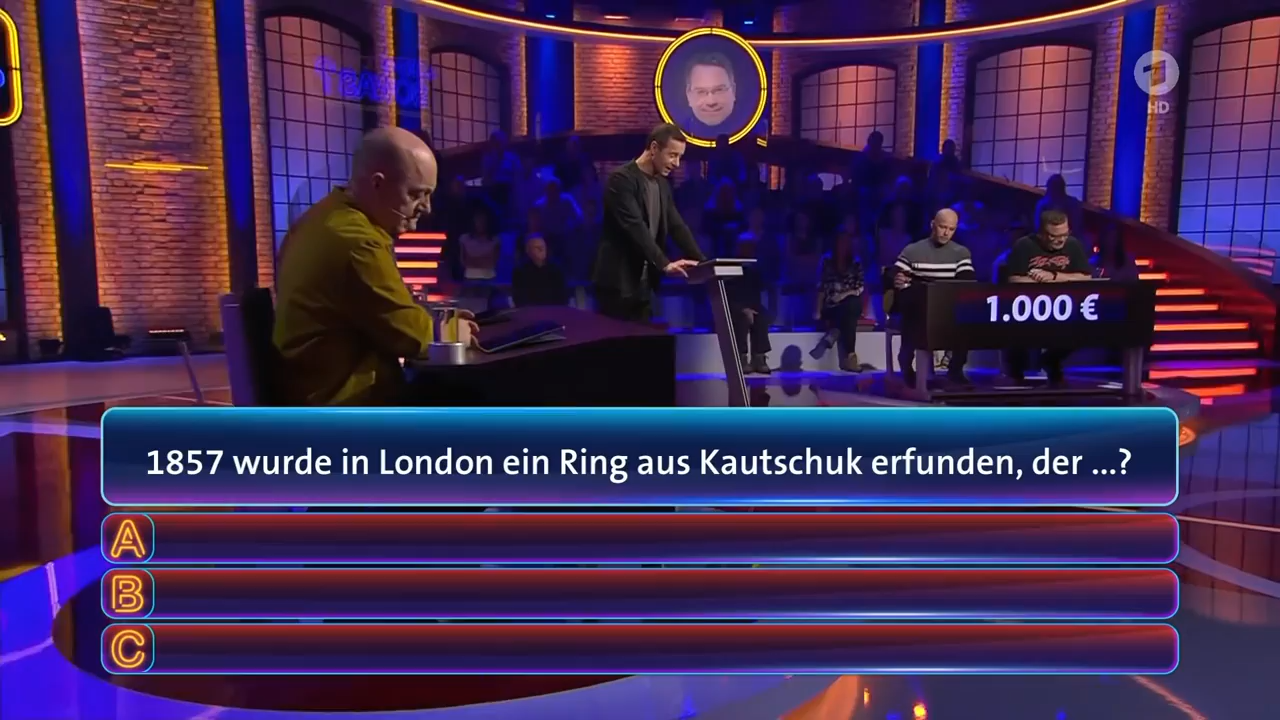 HD
1.000 €
1857 wurde in London ein Ring aus Kautschuk erfunden, der ...?
A
B
C